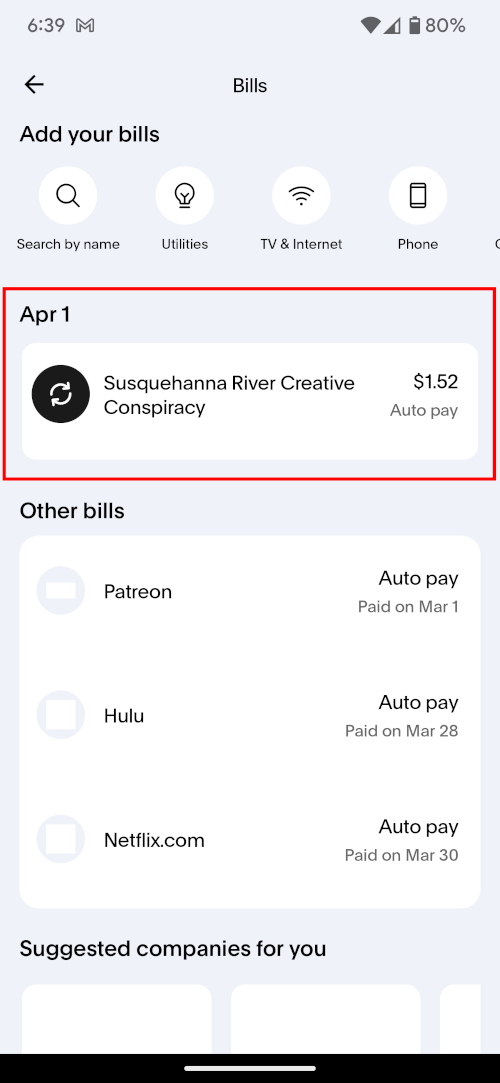 6:39
80%
Bills
Add your bills
Search by name
Utilities
TV & Internet
Phone
Apr 1
Susquehanna River Creative
Conspiracy
$1.52
Auto pay
Other bills
Patreon
Auto pay
Paid on Mar 1
Hulu
Auto pay
Paid on Mar 28
Netflix.com
Auto pay
Paid on Mar 30
Suggested companies for you